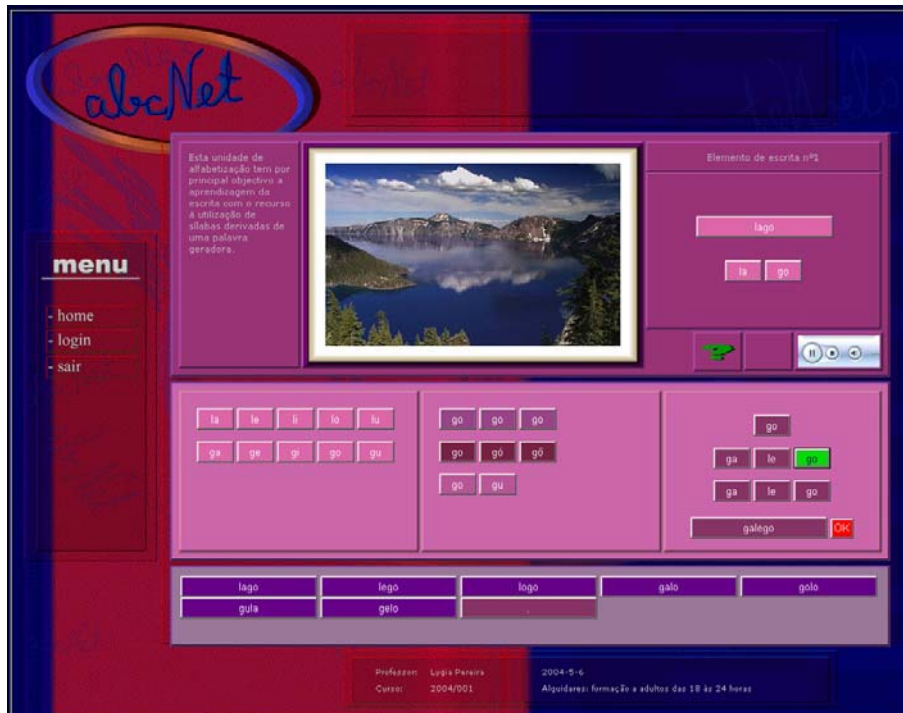 abcNet
Esta unidade de
alfabetização tem por
principal objectivo a
aprendizagem da
escrita com o recurso
á utilização de
sílabas derivadas de
uma palavra
geradora.
Elemento de escrita nº1
lago
la go
menu
- home
- login
- sair
la le li lo lu
ga ge gi go gu
go go go
go gó gô
go gu
go
ga le go
ga le go
galego OK
lago lego logo galo golo
gula gelo .
Professor: Lygia Pereira 2004-5-6
Curso: 2004/001 Alguidares: formação a adultos das 18 às 24 horas